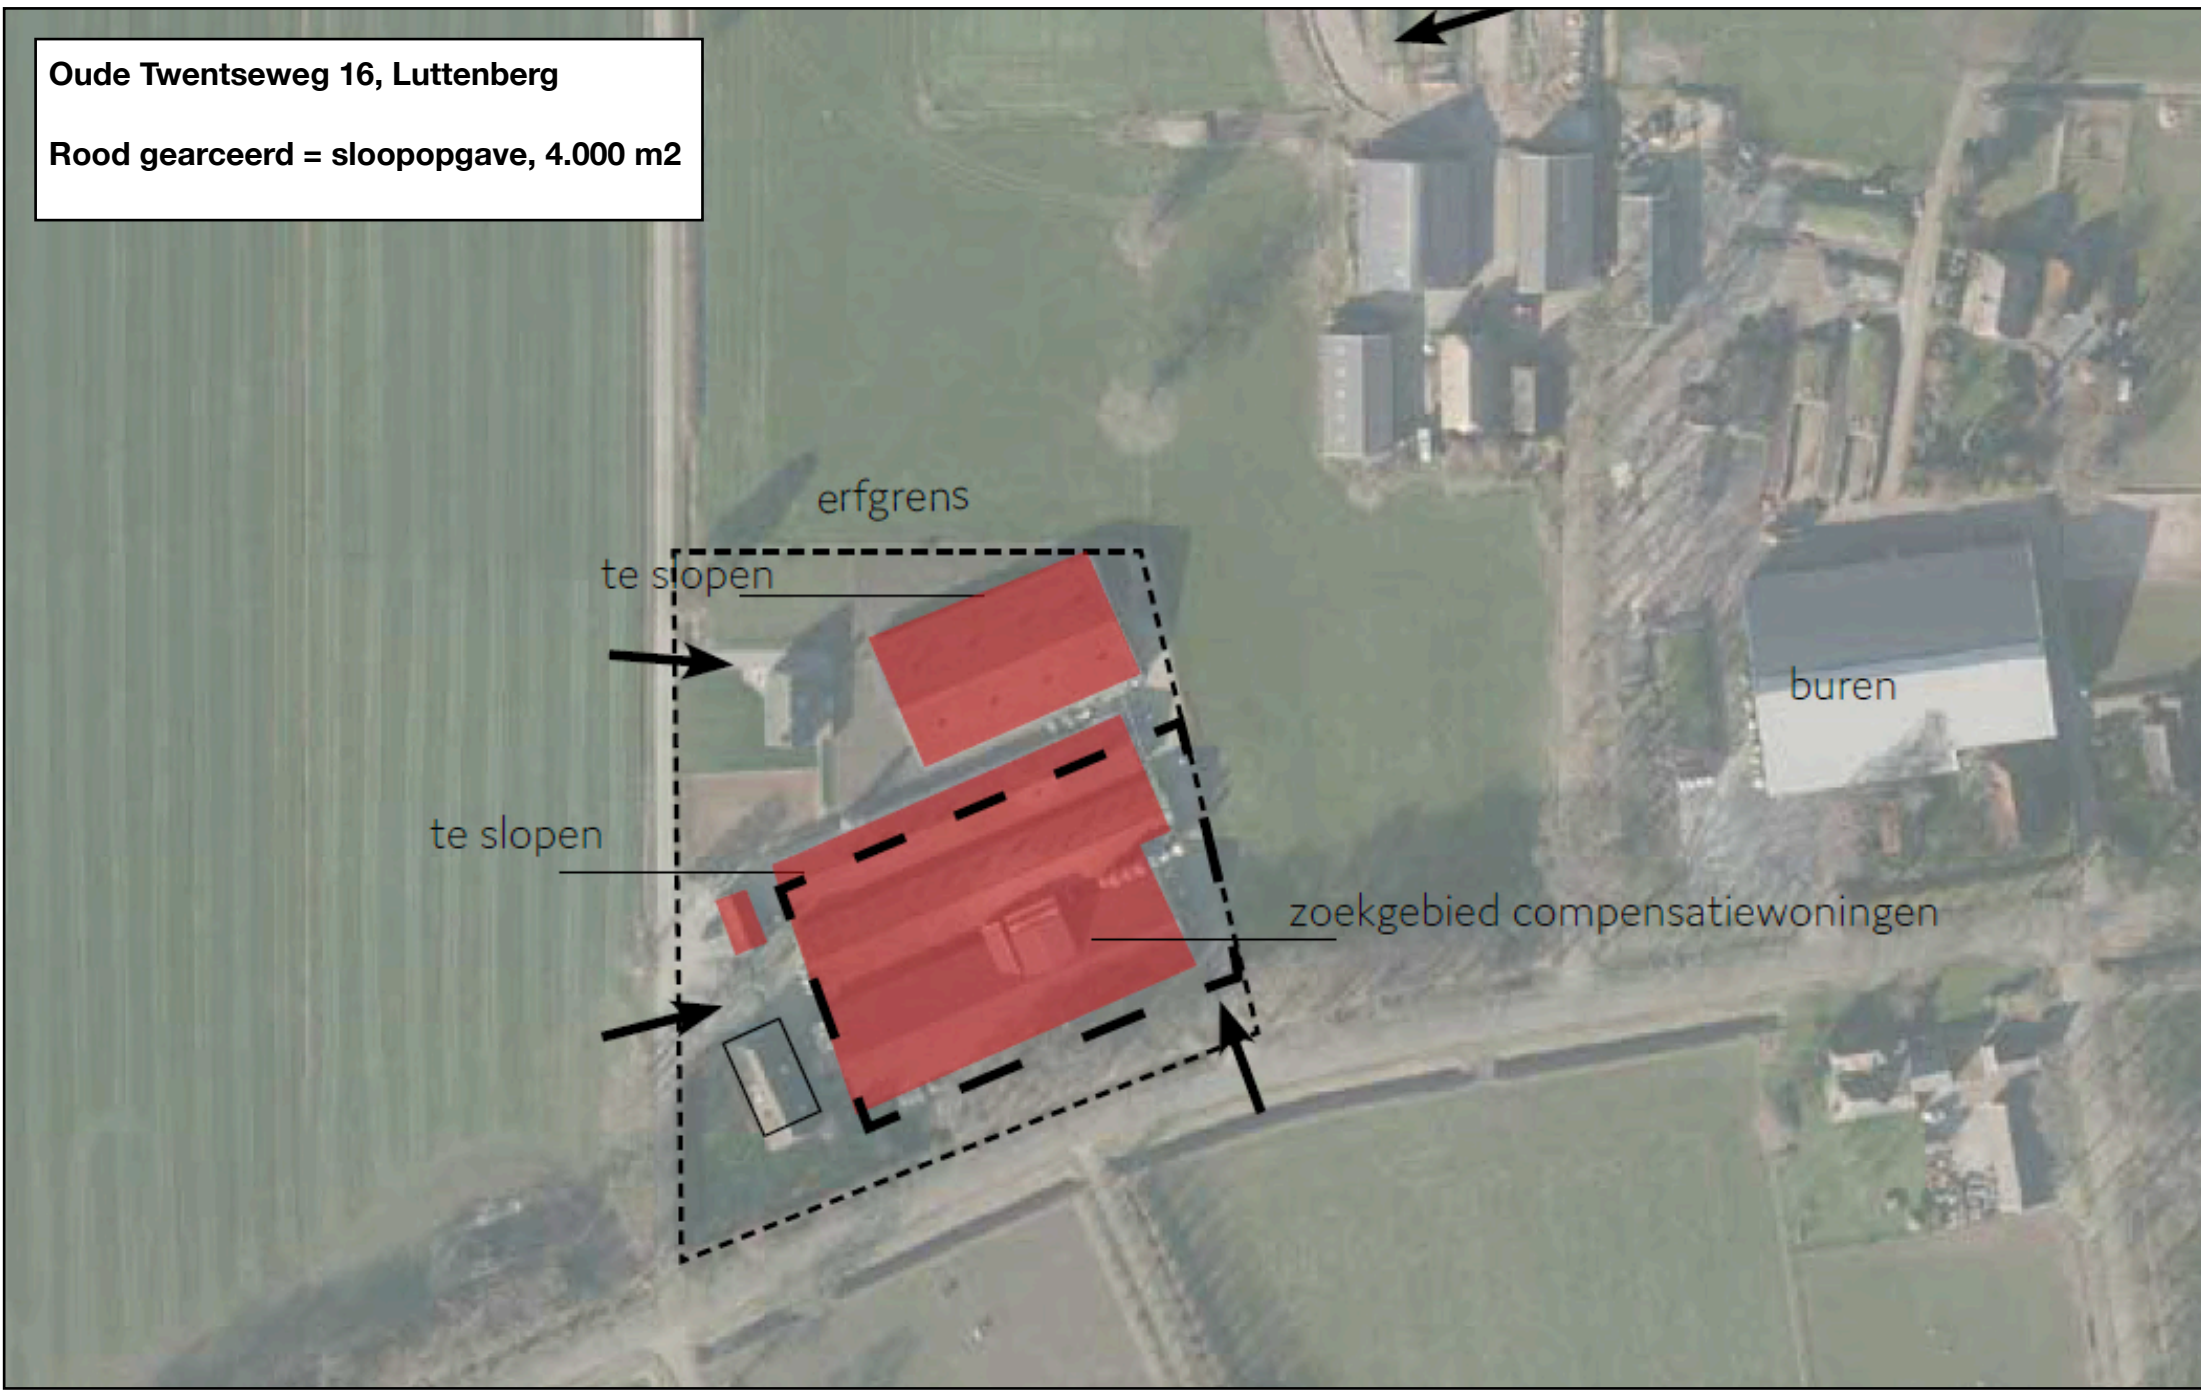 Oude Twentseweg 16, Luttenberg
Rood gearceerd = sloopopgave, 4.000 m2
erfgrens
te slopen
buren
te slopen
zoekgebied compensatiewoningen